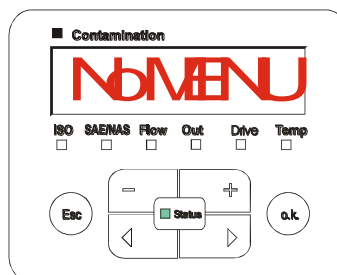 Contamination
NoMENU
ISO SAE/NAS Flow Out Drive Temp
− +
Esc Status o.k.